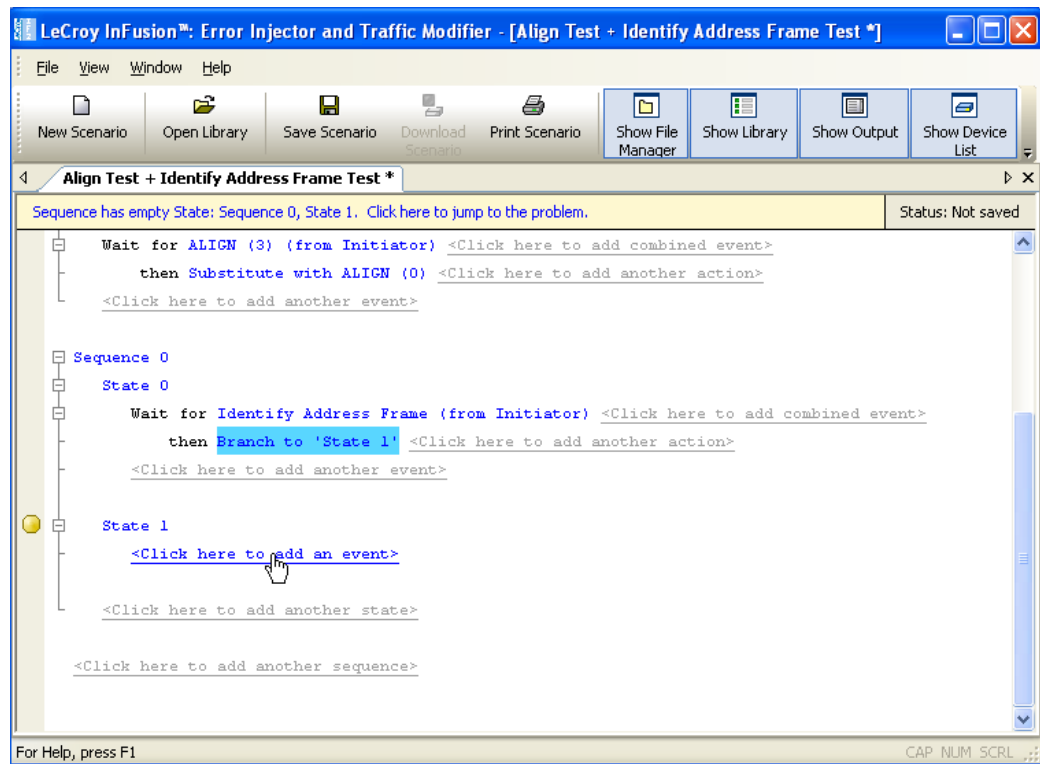 LeCroy InFusion™: Error Injector and Traffic Modifier - [Align Test + Identify Address Frame Test *]
File View Window Help
New Scenario Open Library Save Scenario Download Scenario Print Scenario Show File Manager Show Library Show Output Show Device List
Align Test + Identify Address Frame Test *
Sequence has empty State: Sequence 0, State 1. Click here to jump to the problem. Status: Not saved
Wait for ALIGN (3) (from Initiator) <Click here to add combined event>
then Substitute with ALIGN (0) <Click here to add another action>
<Click here to add another event>
Sequence 0
State 0
Wait for Identify Address Frame (from Initiator) <Click here to add combined event>
then Branch to 'State 1' <Click here to add another action>
<Click here to add another event>
State 1
<Click here to add an event>
<Click here to add another state>
<Click here to add another sequence>
For Help, press F1 CAP NUM SCRL